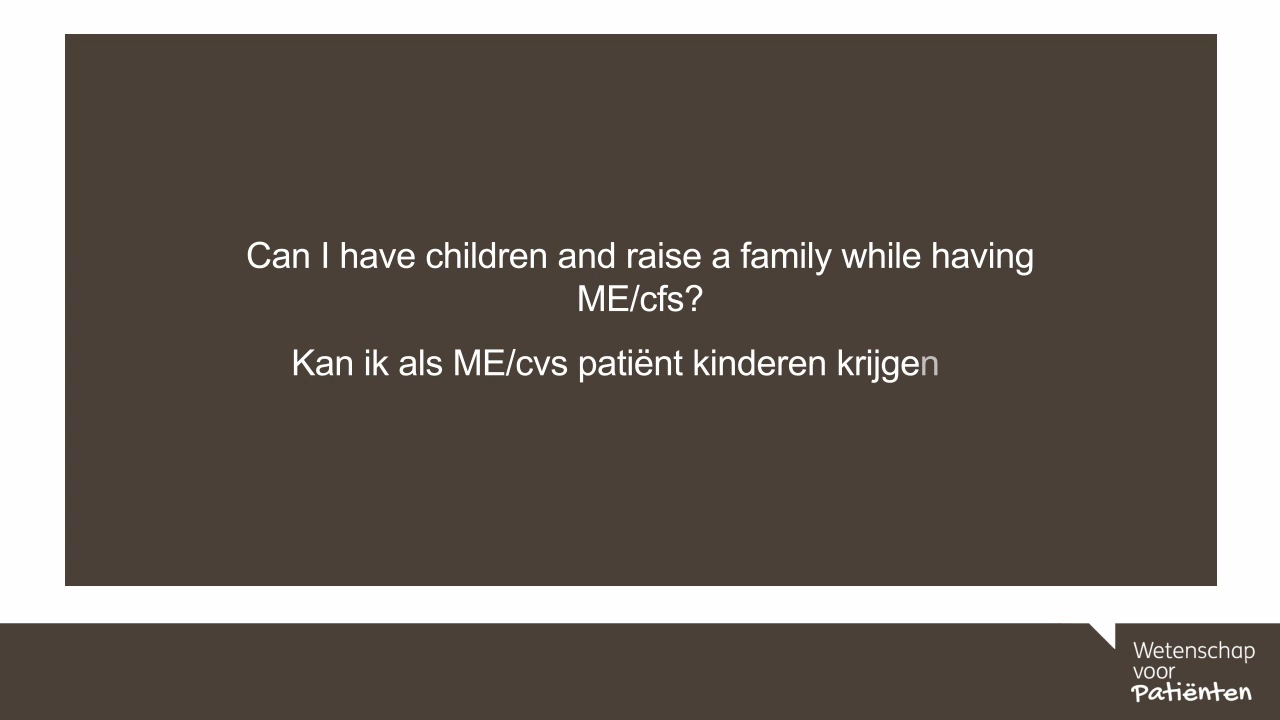 Can I have children and raise a family while having
ME/cfs?
Kan ik als ME/cvs patiënt kinderen krijgen
Wetenschap
voor
Patiënten